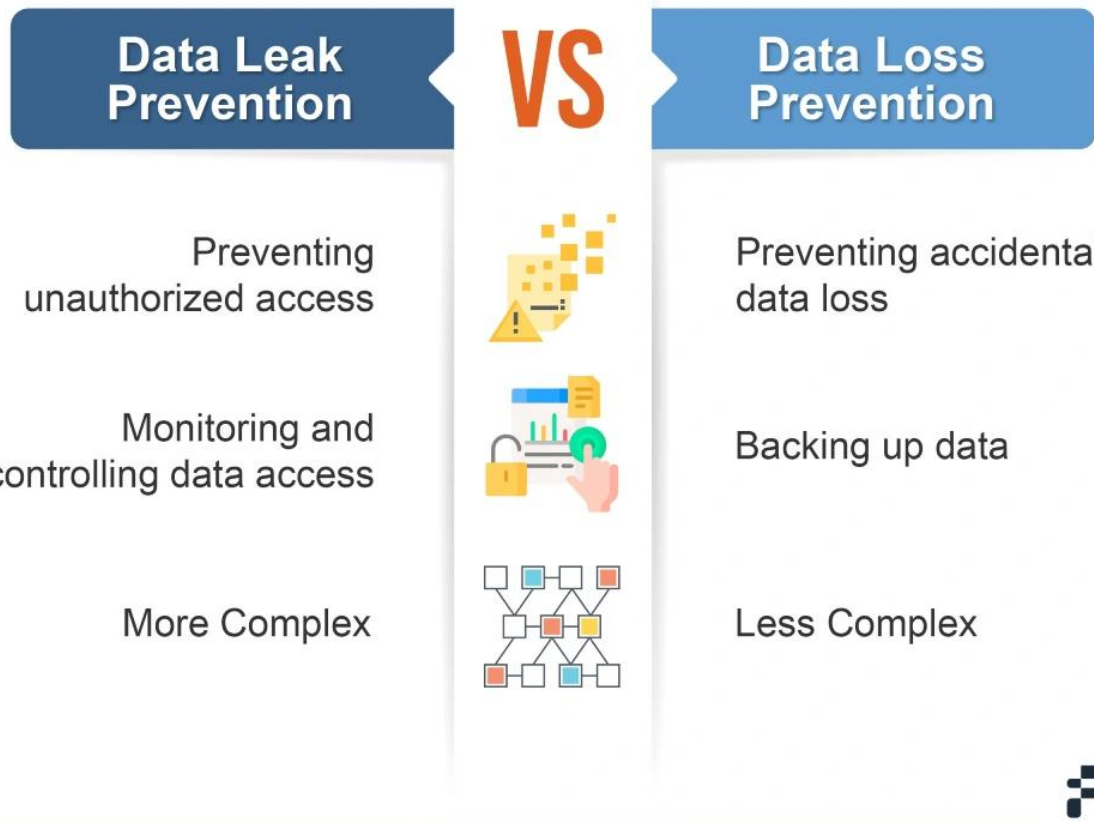 Data Leak
Prevention
VS
Data Loss
Prevention
Preventing
unauthorized access
Preventing accidenta
data loss
Monitoring and
controlling data access
Backing up data
More Complex
Less Complex